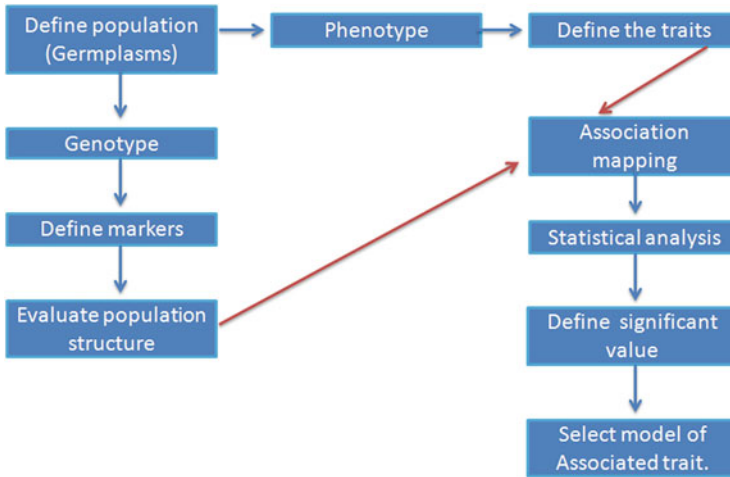 Define population
(Germplasms)
Phenotype
Define the traits
Genotype
Association
mapping
Define markers
Statistical analysis
Evaluate population
structure
Define significant
value
Select model of
Associated trait.